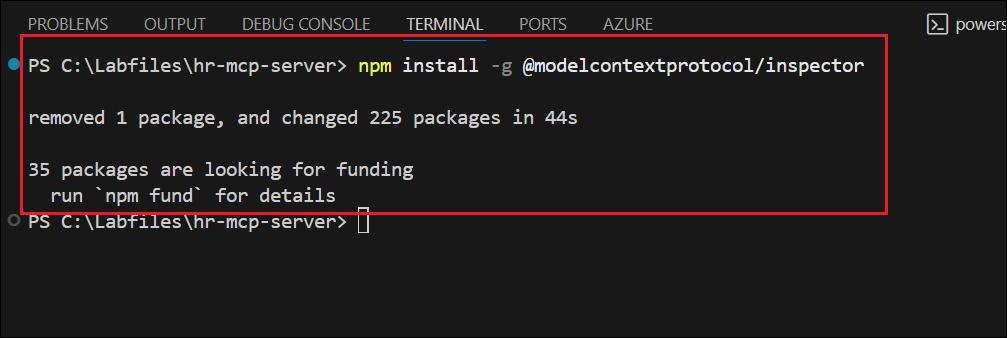 PROBLEMS OUTPUT DEBUG CONSOLE TERMINAL PORTS AZURE powers
PS C:\Labfiles\hr-mcp-server> npm install -g @modelcontextprotocol/inspector
removed 1 package, and changed 225 packages in 44s
35 packages are looking for funding
run `npm fund` for details
PS C:\Labfiles\hr-mcp-server>